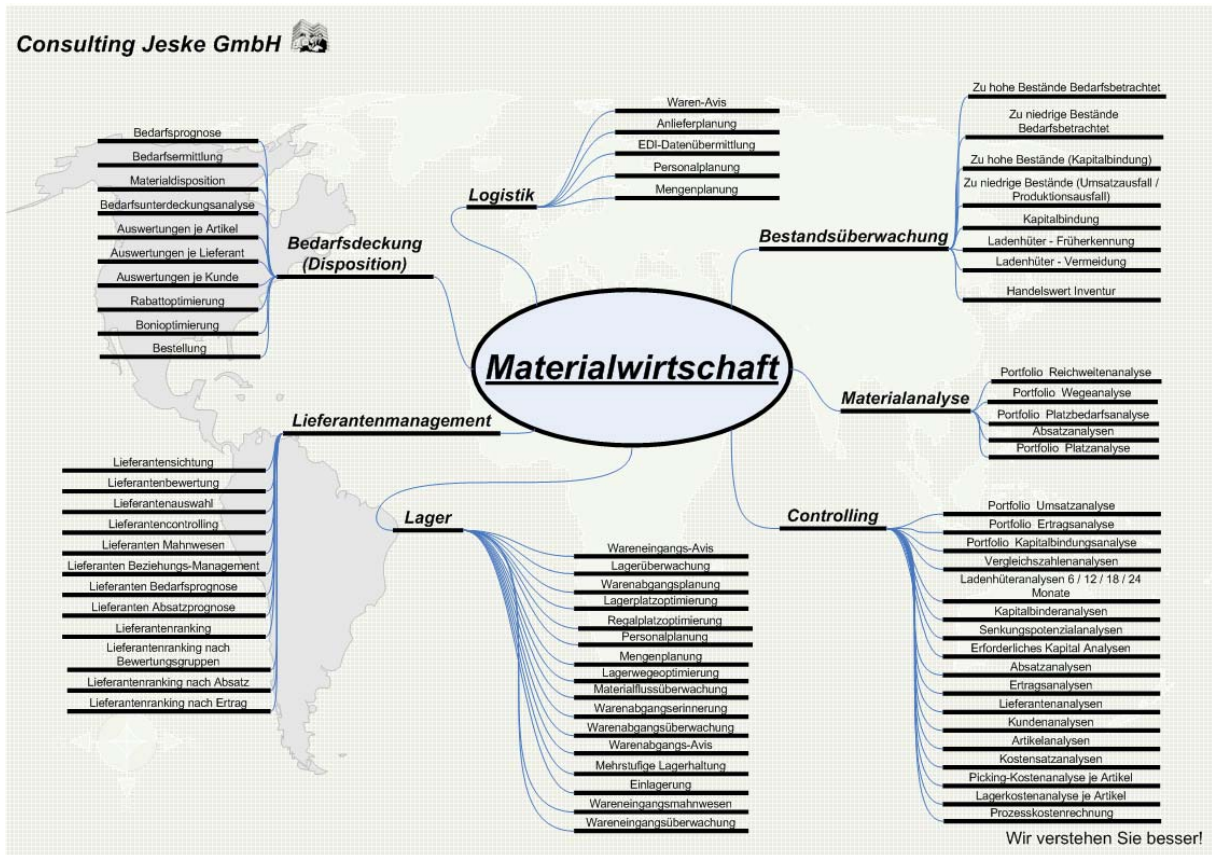 Consulting Jeske GmbH
Materialwirtschaft
Logistik
Waren-Avis
Anlieferplanung
EDI-Datenübermittlung
Personalplanung
Mengenplanung
Bedarfsdeckung
(Disposition)
Bedarfsprognose
Bedarfsermittlung
Materialdisposition
Bedarfsunterdeckungsanalyse
Auswertungen je Artikel
Auswertungen je Lieferant
Auswertungen je Kunde
Rabattoptimierung
Bonioptimierung
Bestellung
Lieferantenmanagement
Lieferantensichtung
Lieferantenbewertung
Lieferantenauswahl
Lieferantencontrolling
Lieferanten Mahnwesen
Lieferanten Beziehungs-Management
Lieferanten Bedarfsprognose
Lieferanten Absatzprognose
Lieferantenranking
Lieferantenranking nach
Bewertungsgruppen
Lieferantenranking nach Absatz
Lieferantenranking nach Ertrag
Lager
Wareneingangs-Avis
Lagerüberwachung
Warenabgangsplanung
Lagerplatzoptimierung
Regalplatzoptimierung
Personalplanung
Mengenplanung
Lagerwegeoptimierung
Materialflussüberwachung
Warenabgangserinnerung
Warenabgangsüberwachung
Warenabgangs-Avis
Mehrstufige Lagerhaltung
Einlagerung
Wareneingangsmahnwesen
Wareneingangsüberwachung
Bestandsüberwachung
Zu hohe Bestände Bedarfsbetrachtet
Zu niedrige Bestände
Bedarfsbetrachtet
Zu hohe Bestände (Kapitalbindung)
Zu niedrige Bestände (Umsatzausfall /
Produktionsausfall)
Kapitalbindung
Ladenhüter - Früherkennung
Ladenhüter - Vermeidung
Handelswert Inventur
Materialanalyse
Portfolio Reichweitenanalyse
Portfolio Wegeanalyse
Portfolio Platzbedarfsanalyse
Absatzanalysen
Portfolio Platzanalyse
Controlling
Portfolio Umsatzanalyse
Portfolio Ertragsanalyse
Portfolio Kapitalbindungsanalyse
Vergleichszahlenanalysen
Ladenhüteranalysen 6 / 12 / 18 / 24
Monate
Kapitalbinderanalysen
Senkungspotenzialanalysen
Erforderliches Kapital Analysen
Absatzanalysen
Ertragsanalysen
Lieferantenanalysen
Kundenanalysen
Artikelanalysen
Kostensatzanalysen
Picking-Kostenanalyse je Artikel
Lagerkostenanalyse je Artikel
Prozesskostenrechnung
Wir verstehen Sie besser!